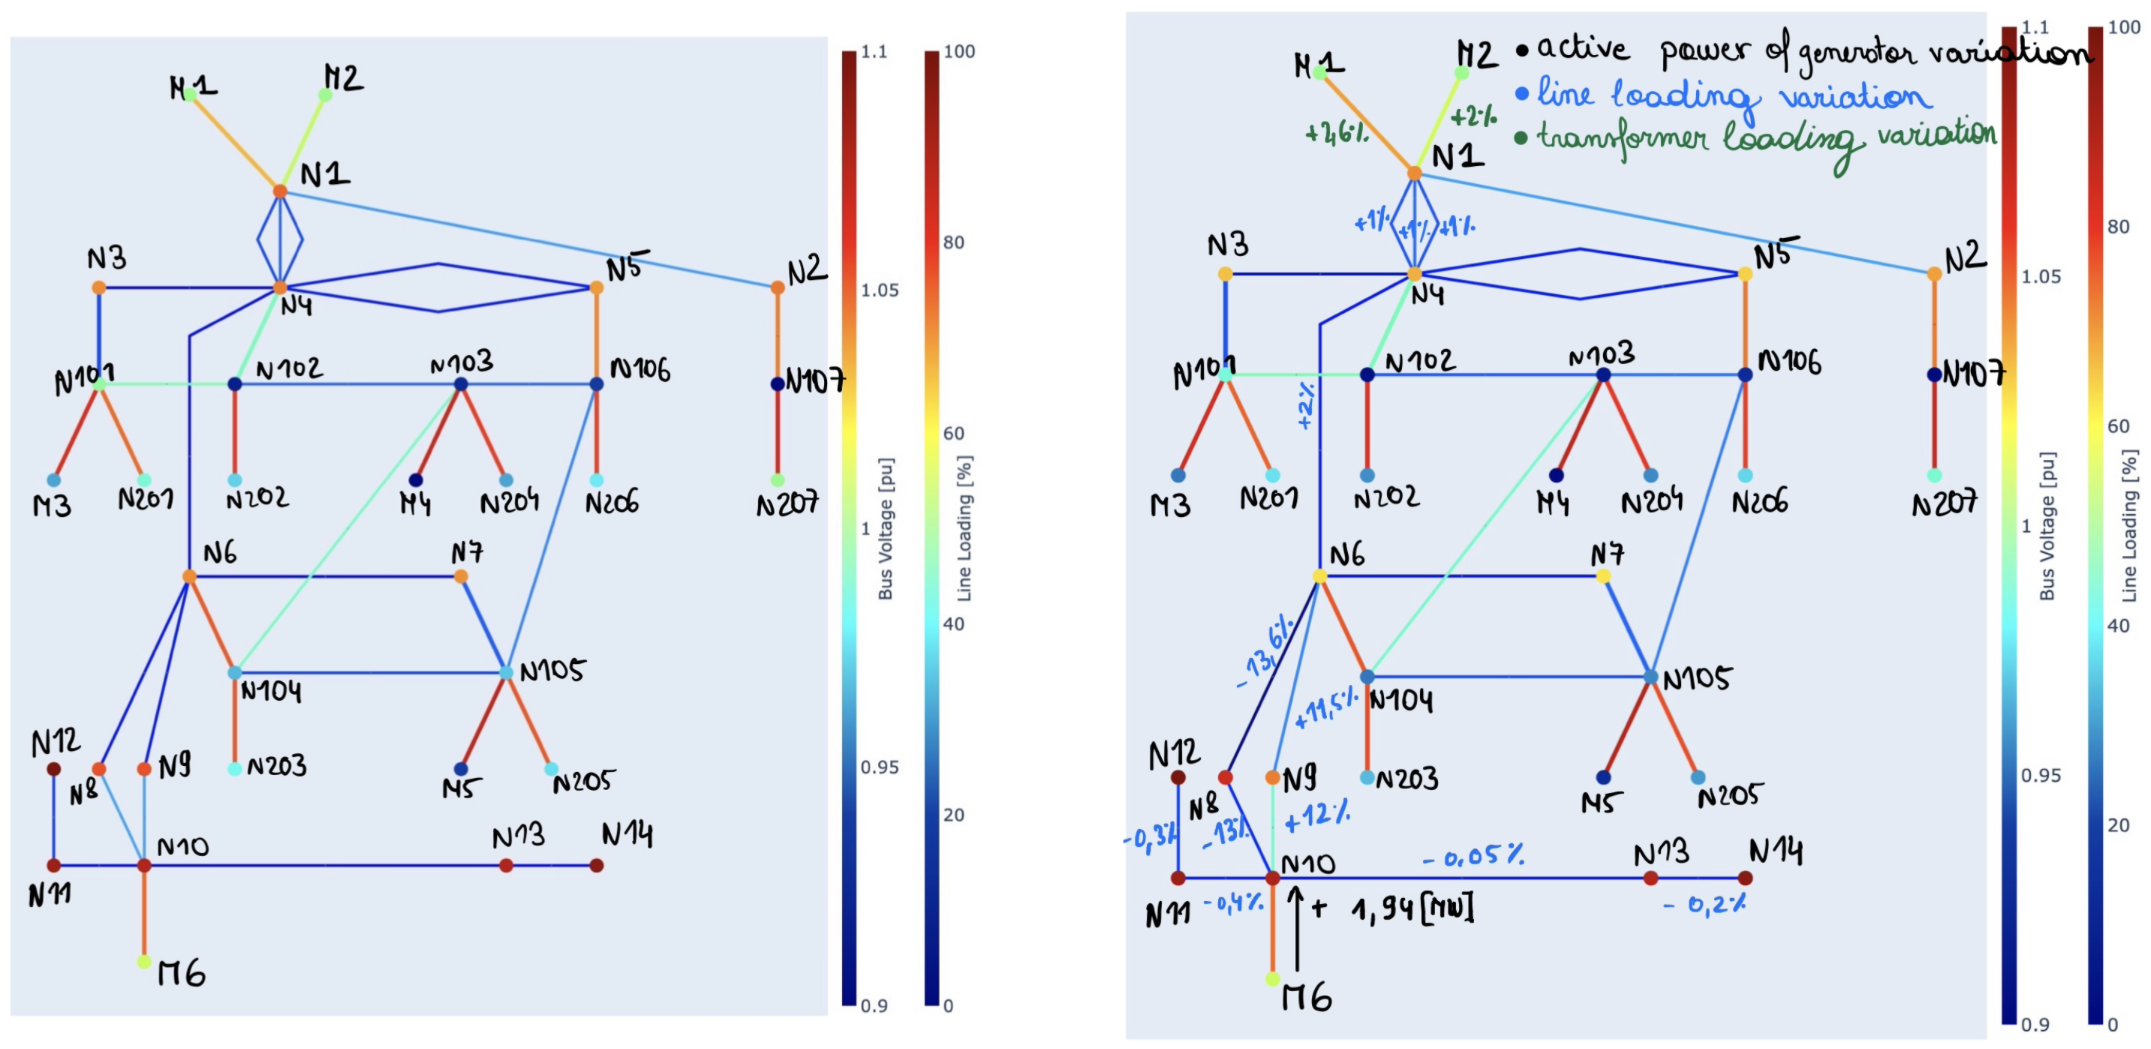 M1
M2
N1
N3
N4
N5
N2
N101
N102
N103
N106
N107
M3
N201
N202
M4
N204
N206
N207
N6
N7
N104
N105
N12
N8
N9
N203
M5
N205
N10
N13
N14
N11
M6
1.1
1.05
1
0.95
0.9
Bus Voltage [pu]
100
80
60
40
20
0
Line Loading [%]
• active power of generator variation
• line loading variation
• transformer loading variation
M1
M2
+2,6%
+2%
N1
+1%
+1%
+1%
N3
N4
N5
N2
N101
N102
N103
N106
N107
+2%
M3
N201
N202
M4
N204
N206
N207
N6
N7
-13,6%
+11,5%
N104
N105
N12
N8
N9
N203
M5
N205
-0,3%
-13%
+12%
N10
-0,05%
N13
N14
N11
-0,4%
+ 1,94 [MW]
-0,2%
M6
1.1
1.05
1
0.95
0.9
Bus Voltage [pu]
100
80
60
40
20
0
Line Loading [%]